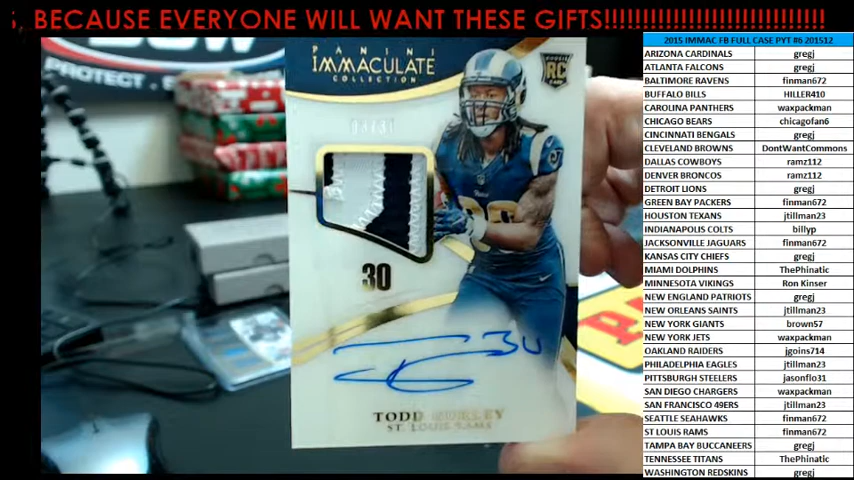 , BECAUSE EVERYONE WILL WANT THESE GIFTS!!!!!!!!!!!!!!!!!!!!!!!!!!!!!!!
PROTECT
PANINI
IMMACULATE
COLLECTION
ROOKIE
RC
30
30
TODD GURLEY
ST. LOUIS RAMS
2015 IMMAC FB FULL CASE PYT #6 201512
ARIZONA CARDINALS gregj
ATLANTA FALCONS gregj
BALTIMORE RAVENS finman672
BUFFALO BILLS HILLER410
CAROLINA PANTHERS waxpackman
CHICAGO BEARS chicagofan6
CINCINNATI BENGALS gregj
CLEVELAND BROWNS DontWantCommons
DALLAS COWBOYS ramz112
DENVER BRONCOS ramz112
DETROIT LIONS gregj
GREEN BAY PACKERS finman672
HOUSTON TEXANS jtillman23
INDIANAPOLIS COLTS billyp
JACKSONVILLE JAGUARS finman672
KANSAS CITY CHIEFS gregj
MIAMI DOLPHINS ThePhinatic
MINNESOTA VIKINGS Ron Kinser
NEW ENGLAND PATRIOTS gregj
NEW ORLEANS SAINTS jtillman23
NEW YORK GIANTS brown57
NEW YORK JETS waxpackman
OAKLAND RAIDERS jgoins714
PHILADELPHIA EAGLES jtillman23
PITTSBURGH STEELERS jasonflo31
SAN DIEGO CHARGERS waxpackman
SAN FRANCISCO 49ERS jtillman23
SEATTLE SEAHAWKS finman672
ST LOUIS RAMS finman672
TAMPA BAY BUCCANEERS gregj
TENNESSEE TITANS ThePhinatic
WASHINGTON REDSKINS gregj